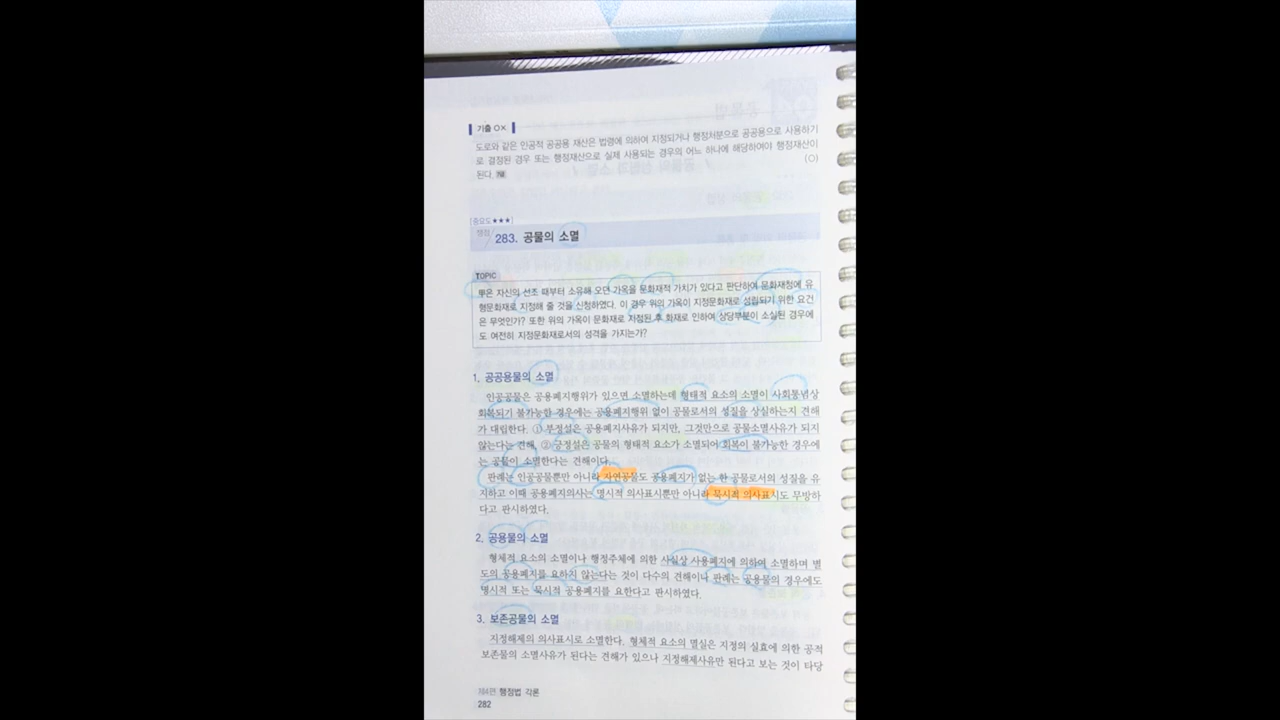 기출 OX
도로와 같은 인공적 공공용 재산은 법령에 의하여 지정되거나 행정처분으로 공공용으로 사용하기
로 결정된 경우 또는 행정재산으로 실제 사용되는 경우의 어느 하나에 해당하여야 행정재산이
된다. (O)
[중요도★★★]
쟁점 283. 공물의 소멸
TOPIC
甲은 자신의 선조 때부터 소유해 오던 가옥을 문화재적 가치가 있다고 판단하여 문화재청에 유
형문화재로 지정해 줄 것을 신청하였다. 이 경우 위의 가옥이 지정문화재로 성립되기 위한 요건
은 무엇인가? 또한 위의 가옥이 문화재로 지정된 후 화재로 인하여 상당부분이 소실된 경우에
도 여전히 지정문화재로서의 성격을 가지는가?
1. 공공용물의 소멸
인공공물은 공용폐지행위가 있으면 소멸하는데 형태적 요소의 소멸이 사회통념상
회복되기 불가능한 경우에는 공용폐지행위 없이 공물로서의 성질을 상실하는지 견해
가 대립한다. ① 부정설은 공용폐지사유가 되지만, 그것만으로 공물소멸사유가 되지
않는다는 견해, ② 긍정설은 공물의 형태적 요소가 소멸되어 회복이 불가능한 경우에
는 공물이 소멸한다는 견해이다.
판례는 인공공물뿐만 아니라 자연공물도 공용폐지가 없는 한 공물로서의 성질을 유
지하고 이때 공용폐지의사는 명시적 의사표시뿐만 아니라 묵시적 의사표시도 무방하
다고 판시하였다.
2. 공용물의 소멸
형체적 요소의 소멸이나 행정주체에 의한 사실상 사용폐지에 의하여 소멸하며 별
도의 공용폐지를 요하지 않는다는 것이 다수의 견해이나 판례는 공용물의 경우에도
명시적 또는 묵시적 공용폐지를 요한다고 판시하였다.
3. 보존공물의 소멸
지정해제의 의사표시로 소멸한다. 형체적 요소의 멸실은 지정의 실효에 의한 공적
보존물의 소멸사유가 된다는 견해가 있으나 지정해제사유만 된다고 보는 것이 타당
제4편 행정법 각론
282